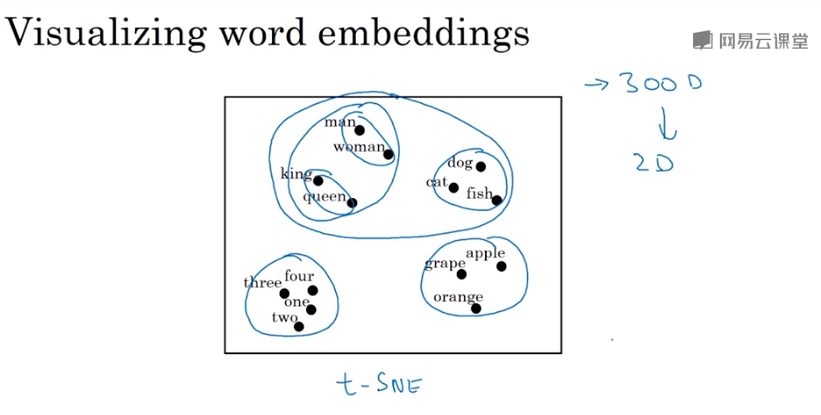 Visualizing word embeddings
网易云课堂
→ 300 D
↓
2D
man
woman
king
queen
dog
cat
fish
three
four
one
two
grape
apple
orange
t-SNE